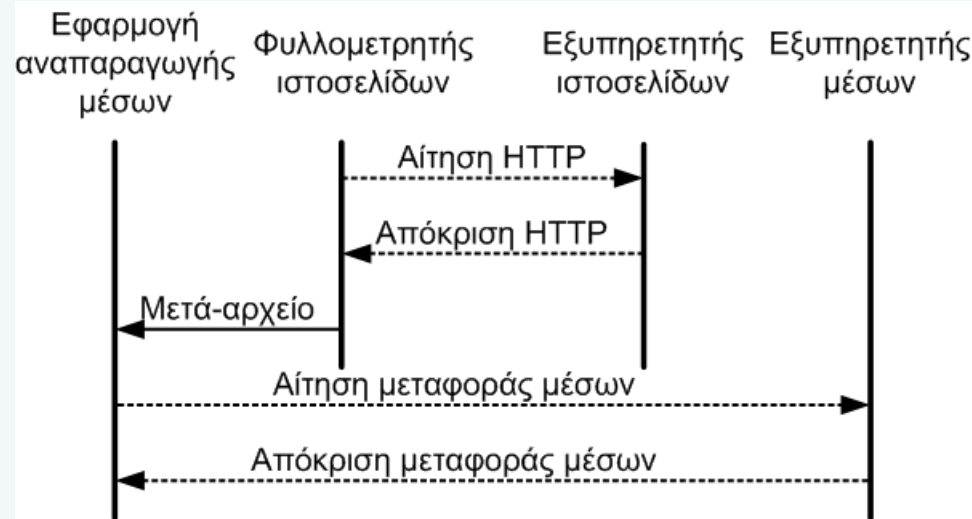 Εφαρμογή
αναπαραγωγής
μέσων
Φυλλομετρητής
ιστοσελίδων
Εξυπηρετητής
ιστοσελίδων
Εξυπηρετητής
μέσων
Αίτηση HTTP
Απόκριση HTTP
Μετά-αρχείο
Αίτηση μεταφοράς μέσων
Απόκριση μεταφοράς μέσων